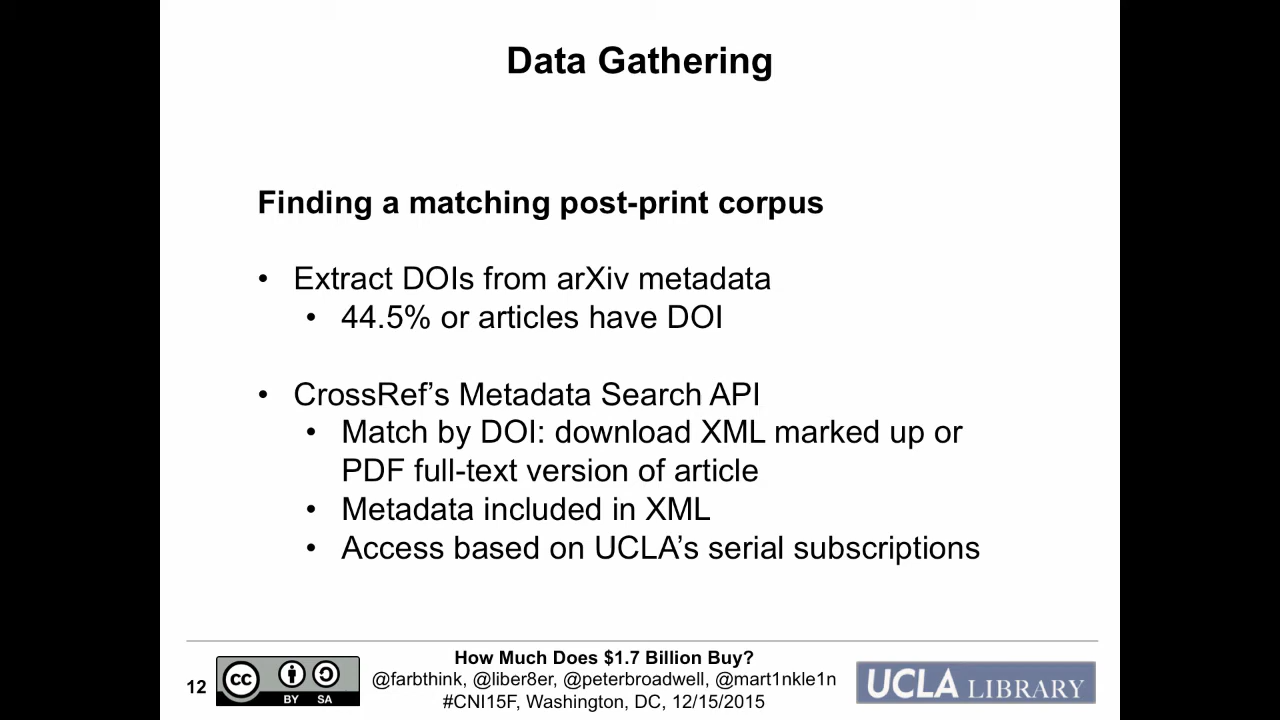 Data Gathering
Finding a matching post-print corpus
• Extract DOIs from arXiv metadata
• 44.5% or articles have DOI
• CrossRef’s Metadata Search API
• Match by DOI: download XML marked up or
PDF full-text version of article
• Metadata included in XML
• Access based on UCLA’s serial subscriptions
How Much Does $1.7 Billion Buy?
@farbthink, @liber8er, @peterbroadwell, @mart1nkle1n
#CNI15F, Washington, DC, 12/15/2015
12
cc
BY SA
UCLA LIBRARY